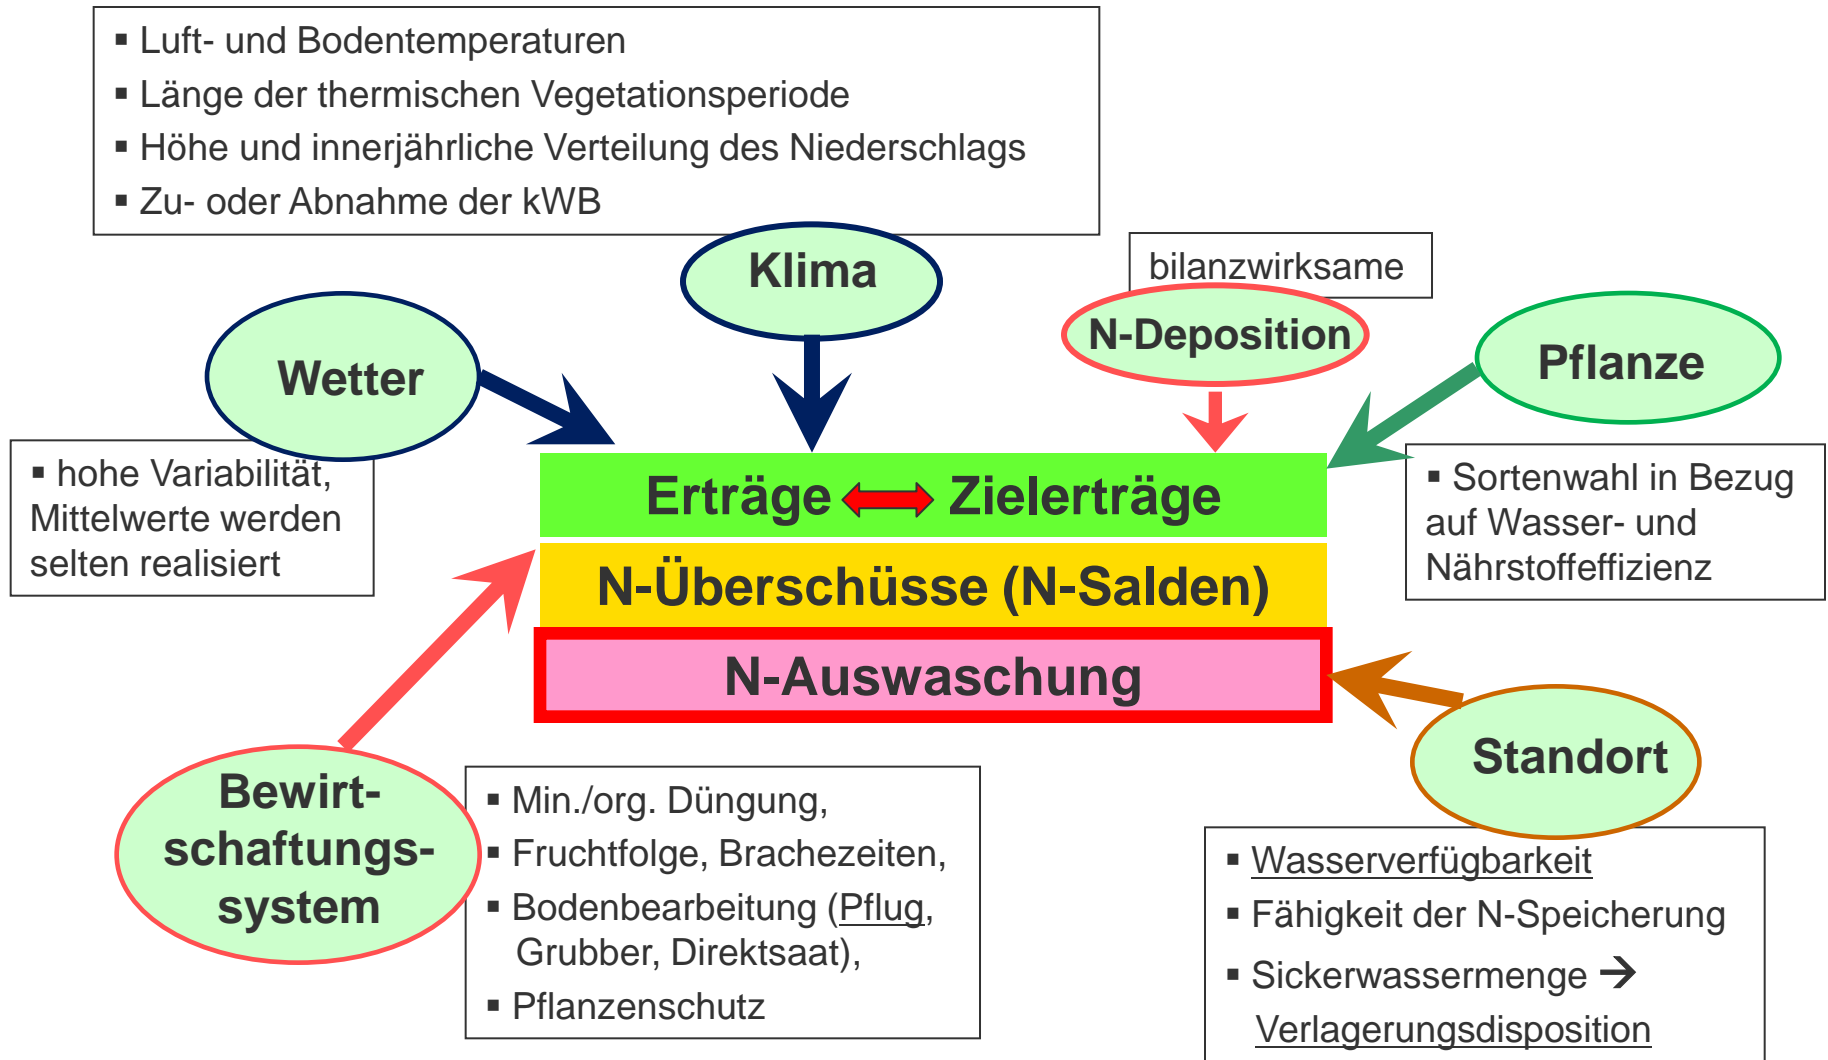 ▪ Luft- und Bodentemperaturen
▪ Länge der thermischen Vegetationsperiode
▪ Höhe und innerjährliche Verteilung des Niederschlags
▪ Zu- oder Abnahme der kWB
Klima
bilanzwirksame
N-Deposition
Wetter
Pflanze
▪ hohe Variabilität,
Mittelwerte werden
selten realisiert
Erträge Zielerträge
▪ Sortenwahl in Bezug
auf Wasser- und
Nährstoffeffizienz
N-Überschüsse (N-Salden)
N-Auswaschung
Standort
Bewirt-
schaftungs-
system
▪ Min./org. Düngung,
▪ Fruchtfolge, Brachezeiten,
▪ Bodenbearbeitung (Pflug,
Grubber, Direktsaat),
▪ Pflanzenschutz
▪ Wasserverfügbarkeit
▪ Fähigkeit der N-Speicherung
▪ Sickerwassermenge →
Verlagerungsdisposition